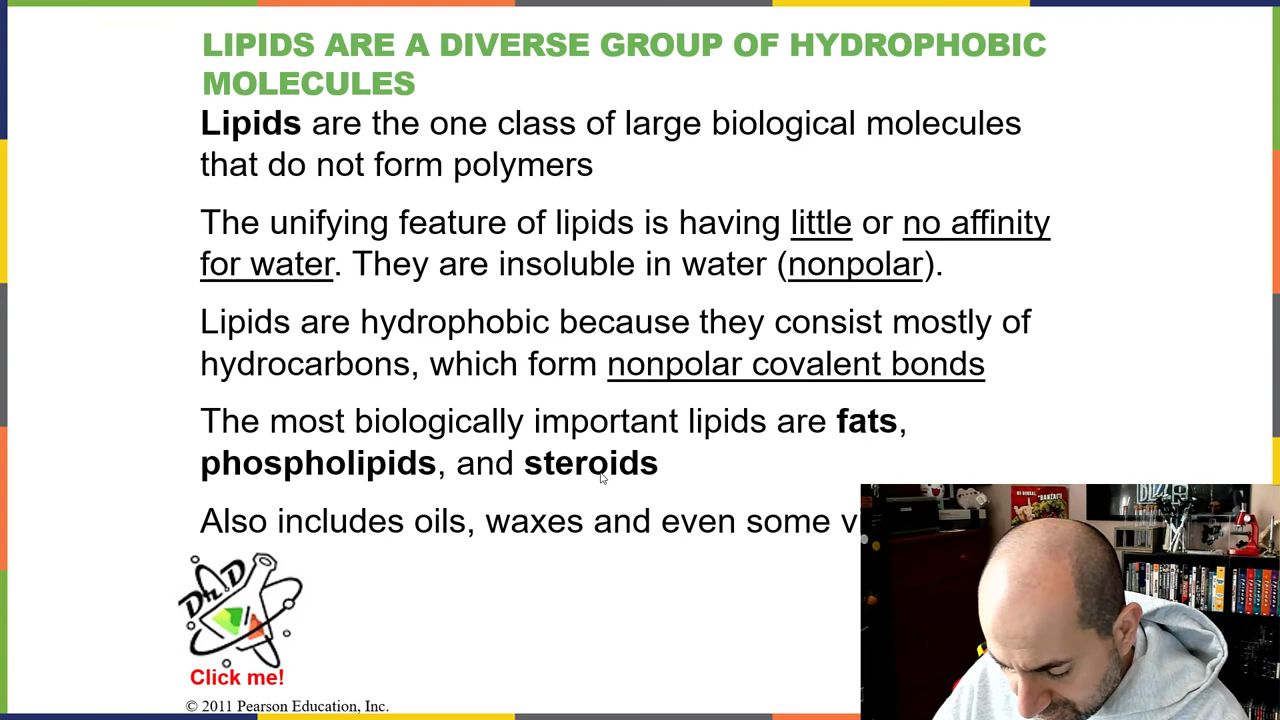 LIPIDS ARE A DIVERSE GROUP OF HYDROPHOBIC
MOLECULES
Lipids are the one class of large biological molecules
that do not form polymers
The unifying feature of lipids is having little or no affinity
for water. They are insoluble in water (nonpolar).
Lipids are hydrophobic because they consist mostly of
hydrocarbons, which form nonpolar covalent bonds
The most biologically important lipids are fats,
phospholipids, and steroids
Also includes oils, waxes and even some v
Dr. D
Click me!
© 2011 Pearson Education, Inc.